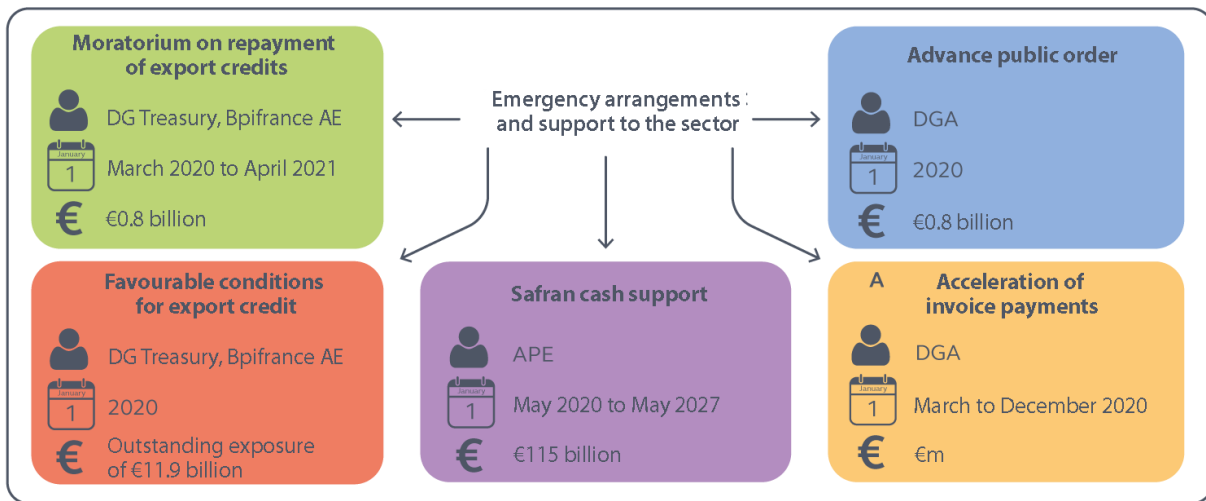 Moratorium on repayment
of export credits
DG Treasury, Bpifrance AE
January
1
March 2020 to April 2021
€
€0.8 billion
Emergency arrangements :
and support to the sector
Advance public order
DGA
January
1
2020
€
€0.8 billion
Favourable conditions
for export credit
DG Treasury, Bpifrance AE
January
1
2020
€
Outstanding exposure
of €11.9 billion
Safran cash support
APE
January
1
May 2020 to May 2027
€
€115 billion
A Acceleration of
invoice payments
DGA
January
1
March to December 2020
€
€m